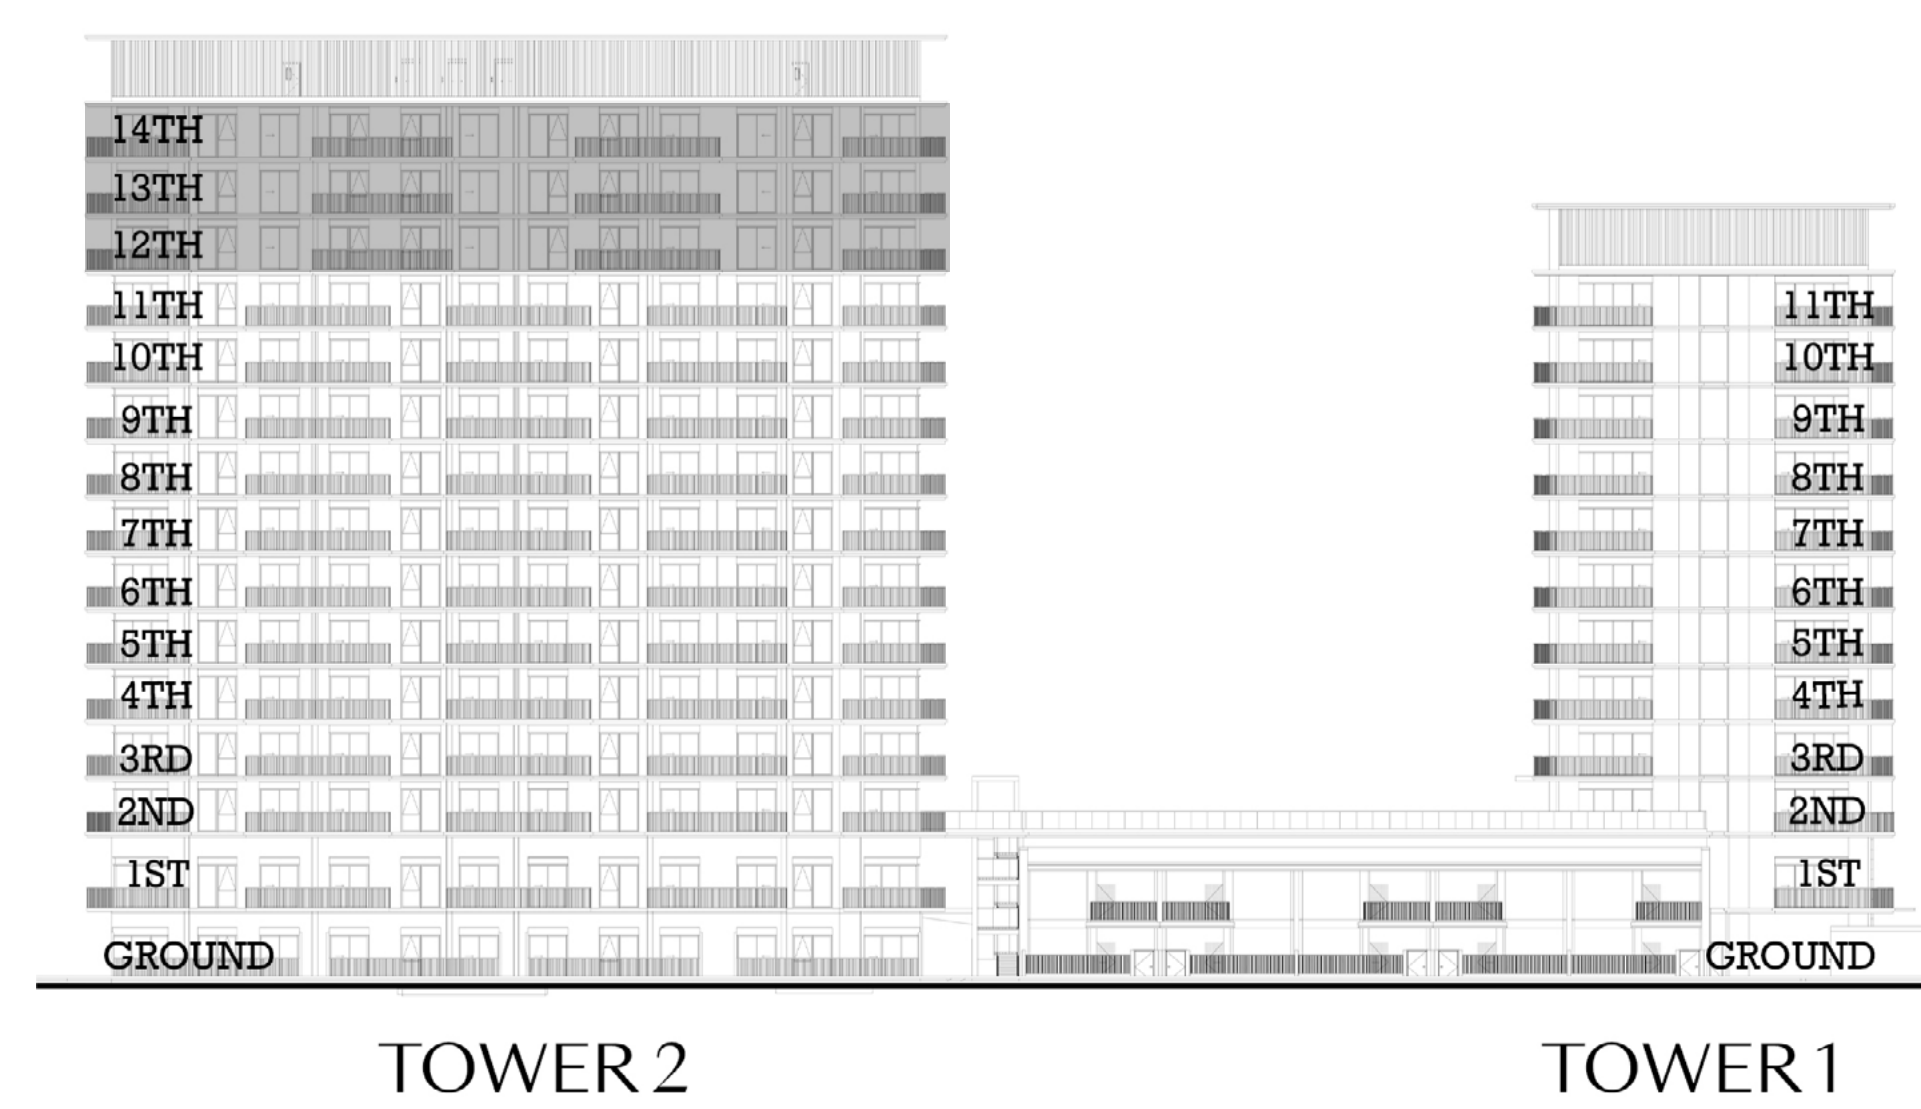 14TH
13TH
12TH
11TH
10TH
9TH
8TH
7TH
6TH
5TH
4TH
3RD
2ND
1ST
GROUND
TOWER 2
11TH
10TH
9TH
8TH
7TH
6TH
5TH
4TH
3RD
2ND
1ST
GROUND
TOWER 1